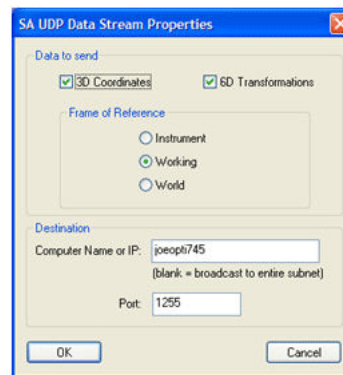 SA UDP Data Stream Properties
Data to send
3D Coordinates 6D Transformations
Frame of Reference
Instrument
Working
World
Destination
Computer Name or IP: joeopti745
(blank = broadcast to entire subnet)
Port: 1255
OK Cancel